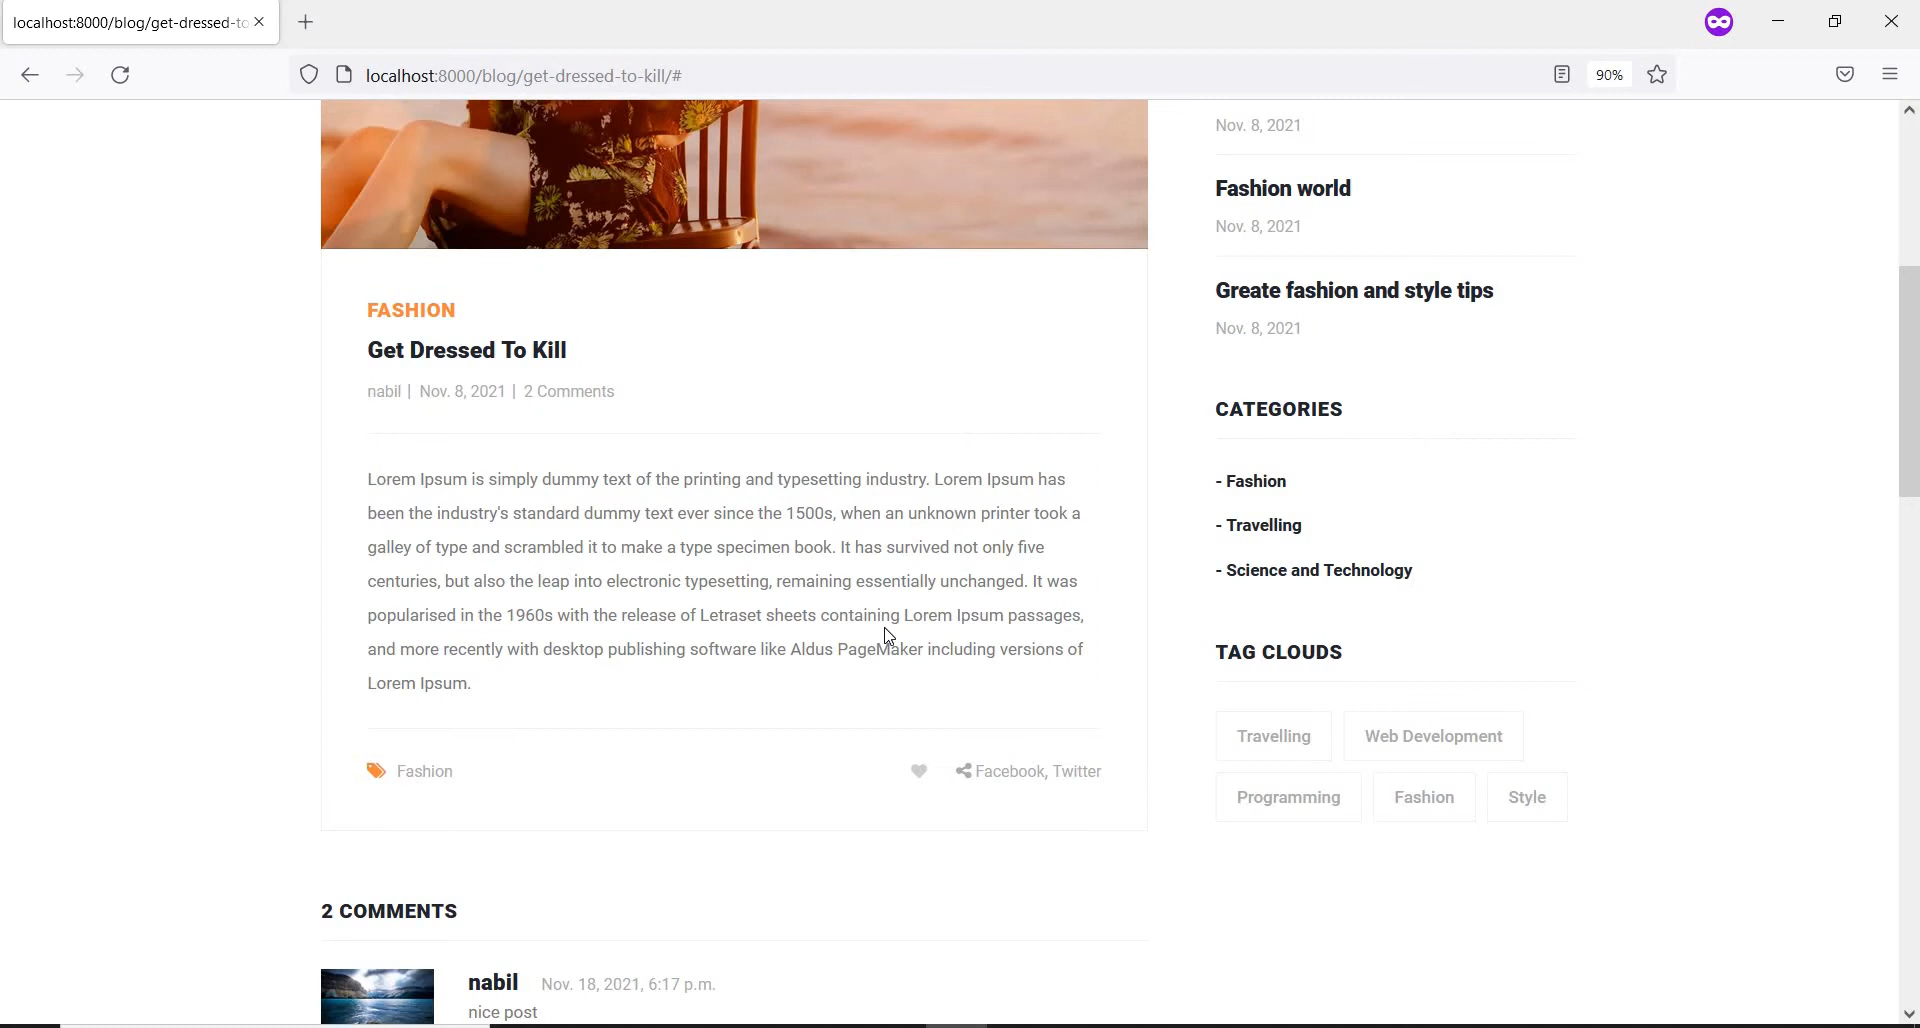 localhost:8000/blog/get-dressed-to
localhost:8000/blog/get-dressed-to-kill/#
90%
FASHION
Get Dressed To Kill
nabil | Nov. 8, 2021 | 2 Comments
Lorem Ipsum is simply dummy text of the printing and typesetting industry. Lorem Ipsum has
been the industry's standard dummy text ever since the 1500s, when an unknown printer took a
galley of type and scrambled it to make a type specimen book. It has survived not only five
centuries, but also the leap into electronic typesetting, remaining essentially unchanged. It was
popularised in the 1960s with the release of Letraset sheets containing Lorem Ipsum passages,
and more recently with desktop publishing software like Aldus PageMaker including versions of
Lorem Ipsum.
Fashion
Facebook, Twitter
2 COMMENTS
nabil Nov. 18, 2021, 6:17 p.m.
nice post
Nov. 8, 2021
Fashion world
Nov. 8, 2021
Greate fashion and style tips
Nov. 8, 2021
CATEGORIES
- Fashion
- Travelling
- Science and Technology
TAG CLOUDS
Travelling
Web Development
Programming
Fashion
Style